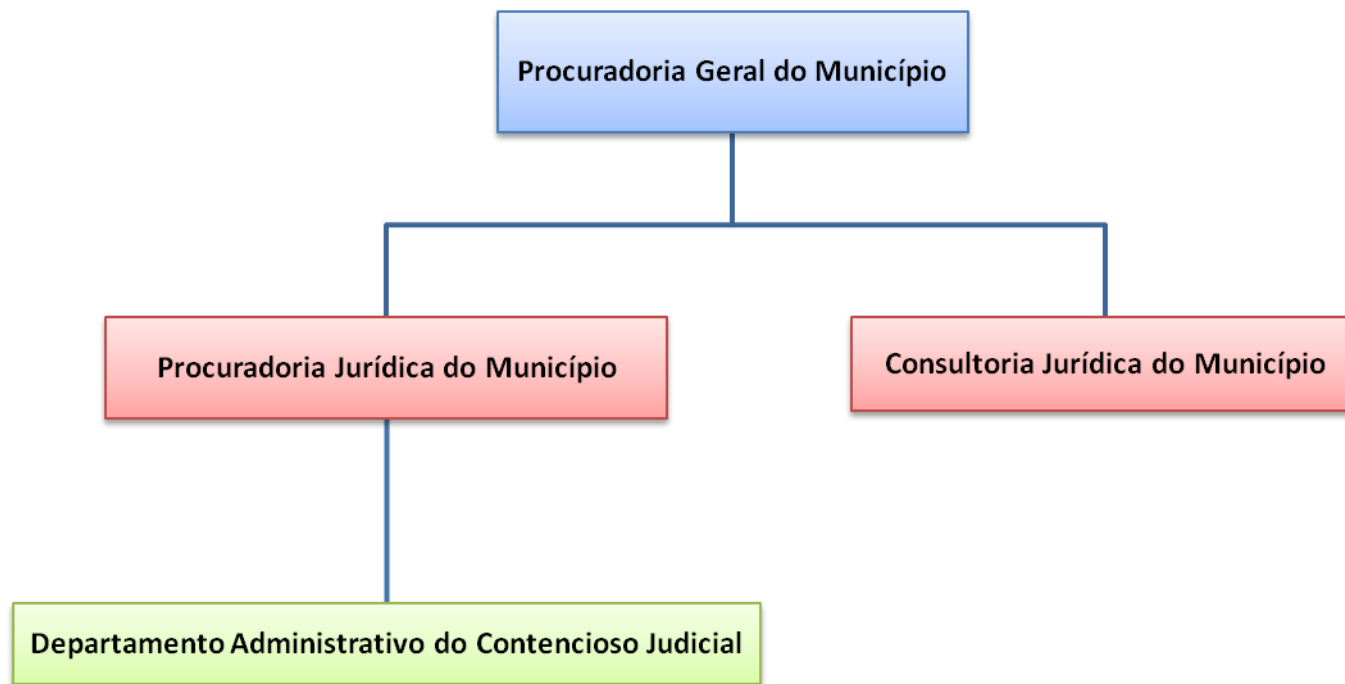 Procuradoria Geral do Município
Procuradoria Jurídica do Município
Consultoria Jurídica do Município
Departamento Administrativo do Contencioso Judicial